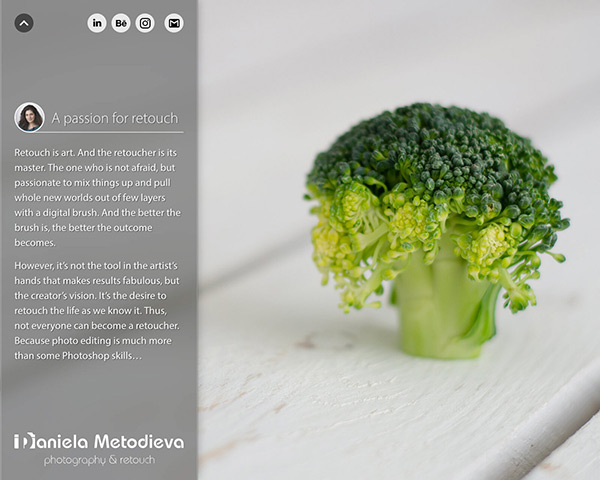 in Bē
A passion for retouch
Retouch is art. And the retoucher is its
master. The one who is not afraid, but
passionate to mix things up and pull
whole new worlds out of few layers
with a digital brush. And the better the
brush is, the better the outcome
becomes.
However, it's not the tool in the artist's
hands that makes results fabulous, but
the creator's vision. It's the desire to
retouch the life as we know it. Thus,
not everyone can become a retoucher.
Because photo editing is much more
than some Photoshop skills…
Daniela Metodieva
photography & retouch